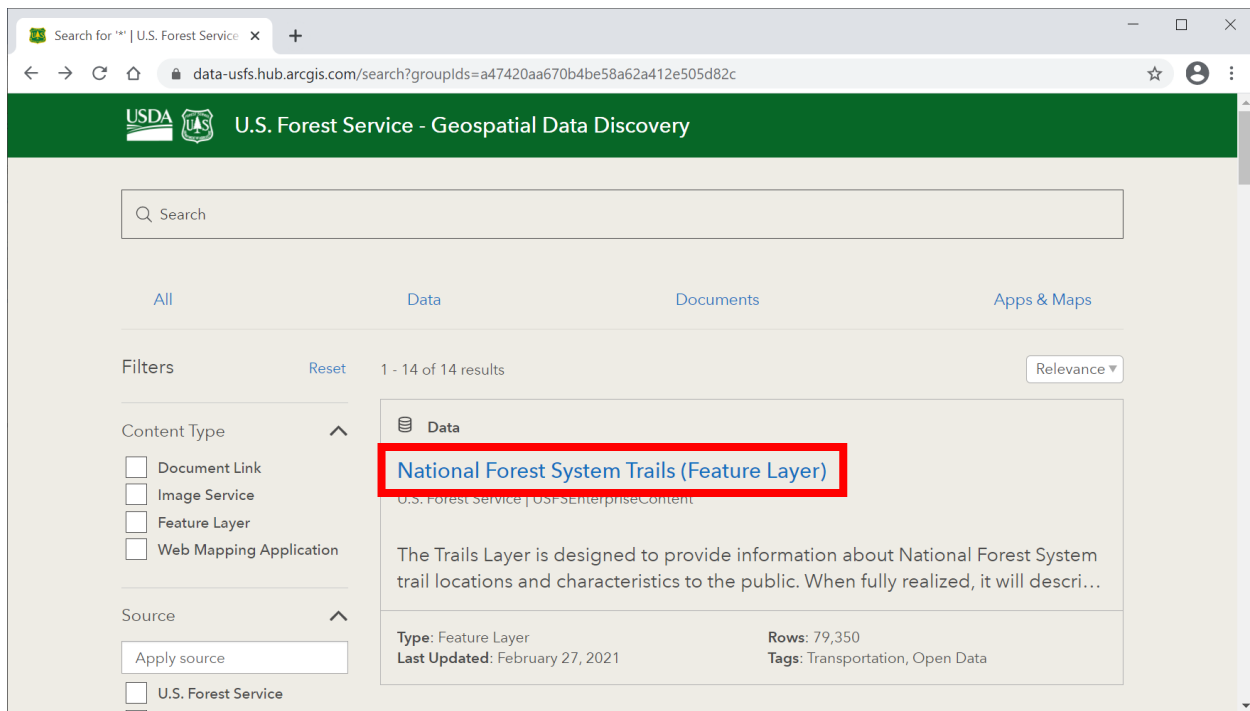 Search for '*' | U.S. Forest Service
data-usfs.hub.arcgis.com/search?groupIds=a47420aa670b4be58a62a412e505d82c
USDA UAS U.S. Forest Service - Geospatial Data Discovery
Search
All Data Documents Apps & Maps
Filters Reset 1 - 14 of 14 results Relevance
Content Type
Data
Document Link
National Forest System Trails (Feature Layer)
Image Service
U.S. Forest Service | USFSEnterpriseContent
Feature Layer
Web Mapping Application
The Trails Layer is designed to provide information about National Forest System
trail locations and characteristics to the public. When fully realized, it will descri…
Source
Type: Feature Layer Rows: 79,350
Apply source
Last Updated: February 27, 2021 Tags: Transportation, Open Data
U.S. Forest Service